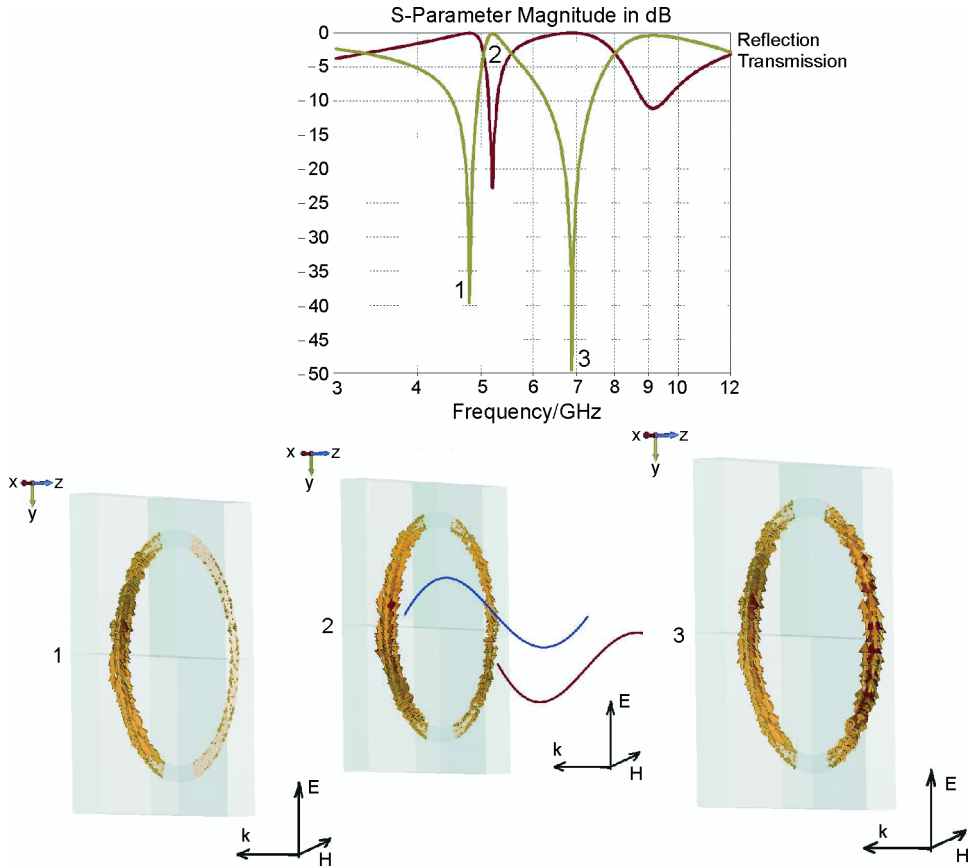 S-Parameter Magnitude in dB
0
-5
-10
-15
-20
-25
-30
-35
-40
-45
-50
Reflection
Transmission
1
2
3
3 4 5 6 7 8 9 10 12
Frequency/GHz
x z
y
1
E
k
H
x z
y
2
E
k
H
x z
y
3
E
k
H